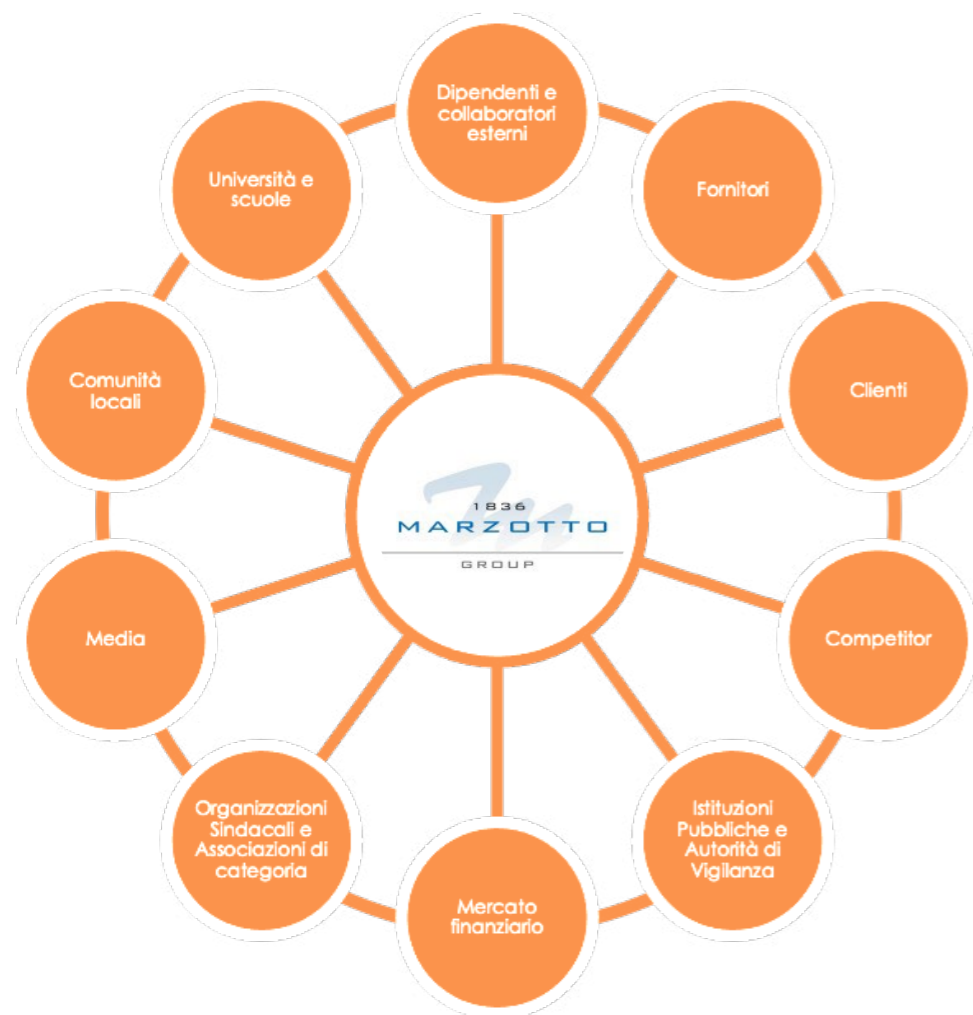 Dipendenti e
collaboratori
esterni
Fornitori
Clienti
Competitor
Istituzioni
Pubbliche e
Autorità di
Vigilanza
Mercato
finanziario
Organizzazioni
Sindacali e
Associazioni di
categoria
Media
Comunità
locali
Università e
scuole
1836
MARZOTTO
GROUP